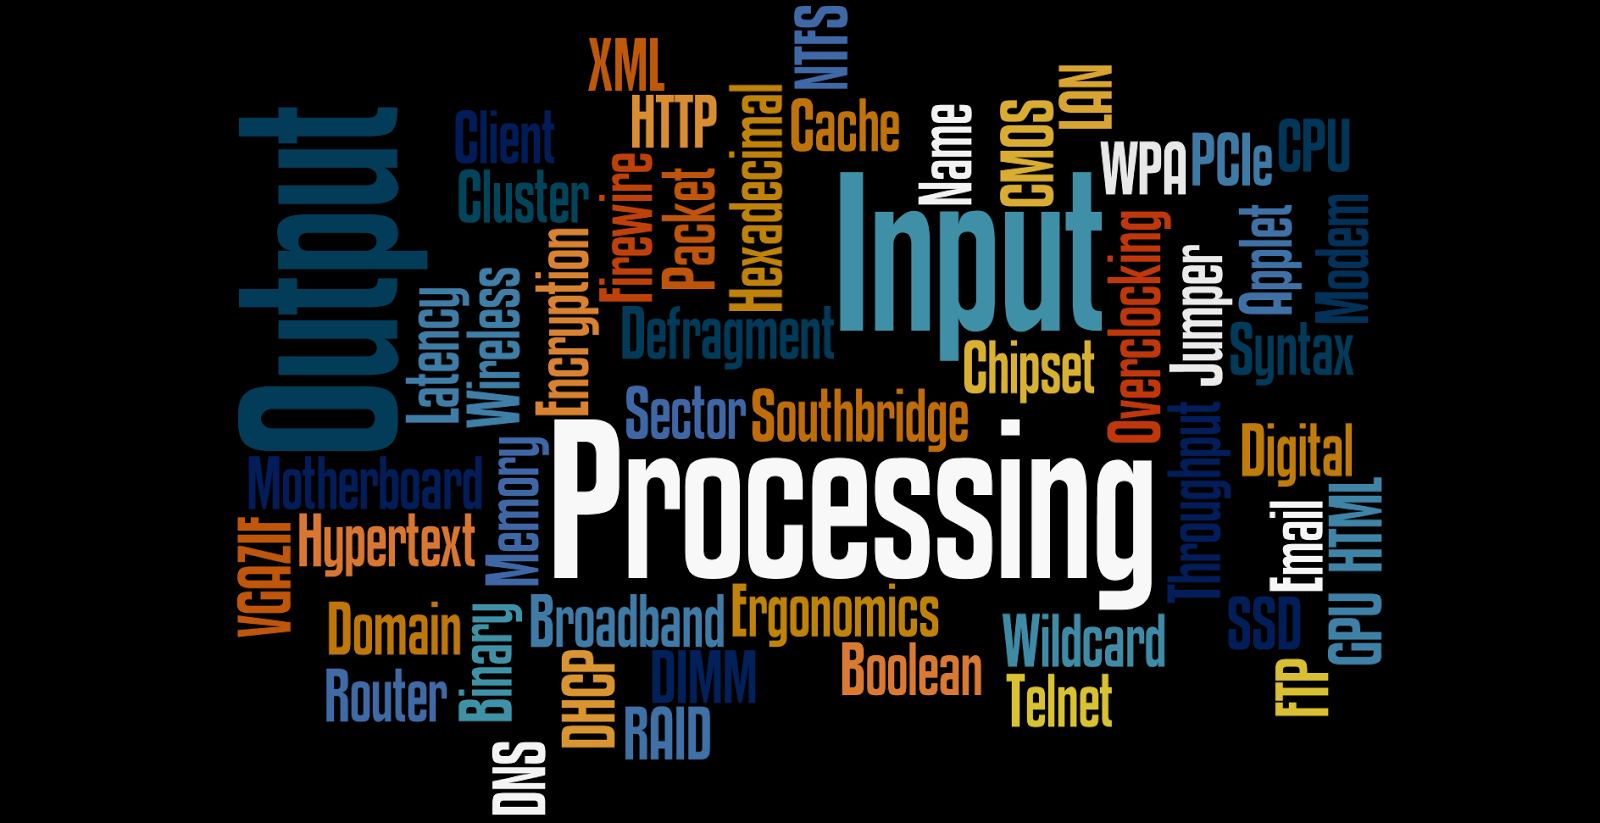 NTFS
XML
LAN
HTTP
Hexadecimal
Cache
Name
CMOS
Output
Client
WPA
PCIe
CPU
Cluster
Firewire
Packet
Input
Applet
Modem
Encryption
Overclocking
Jumper
Latency
Wireless
Defragment
Chipset
Syntax
Sector
Southbridge
Throughput
Digital
Motherboard
Memory
Processing
Email
HTML
VGAZIF
Hypertext
Domain
Binary
Broadband
Ergonomics
Wildcard
SSD
GPU
Router
DHCP
DIMM
Boolean
Telnet
FTP
RAID
DNS